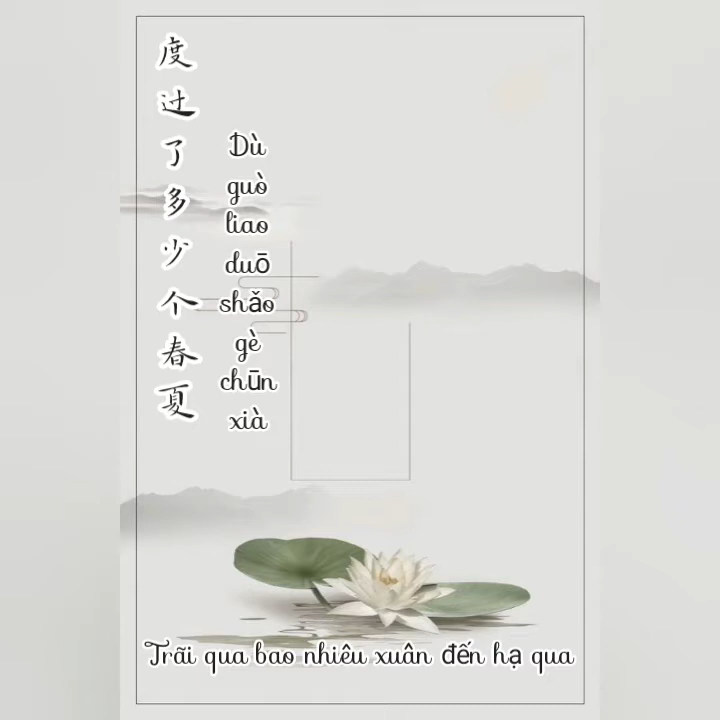 度过了多少个春夏
Dù guò liao duō shǎo gè chūn xià
Trãi qua bao nhiêu xuân đến hạ qua